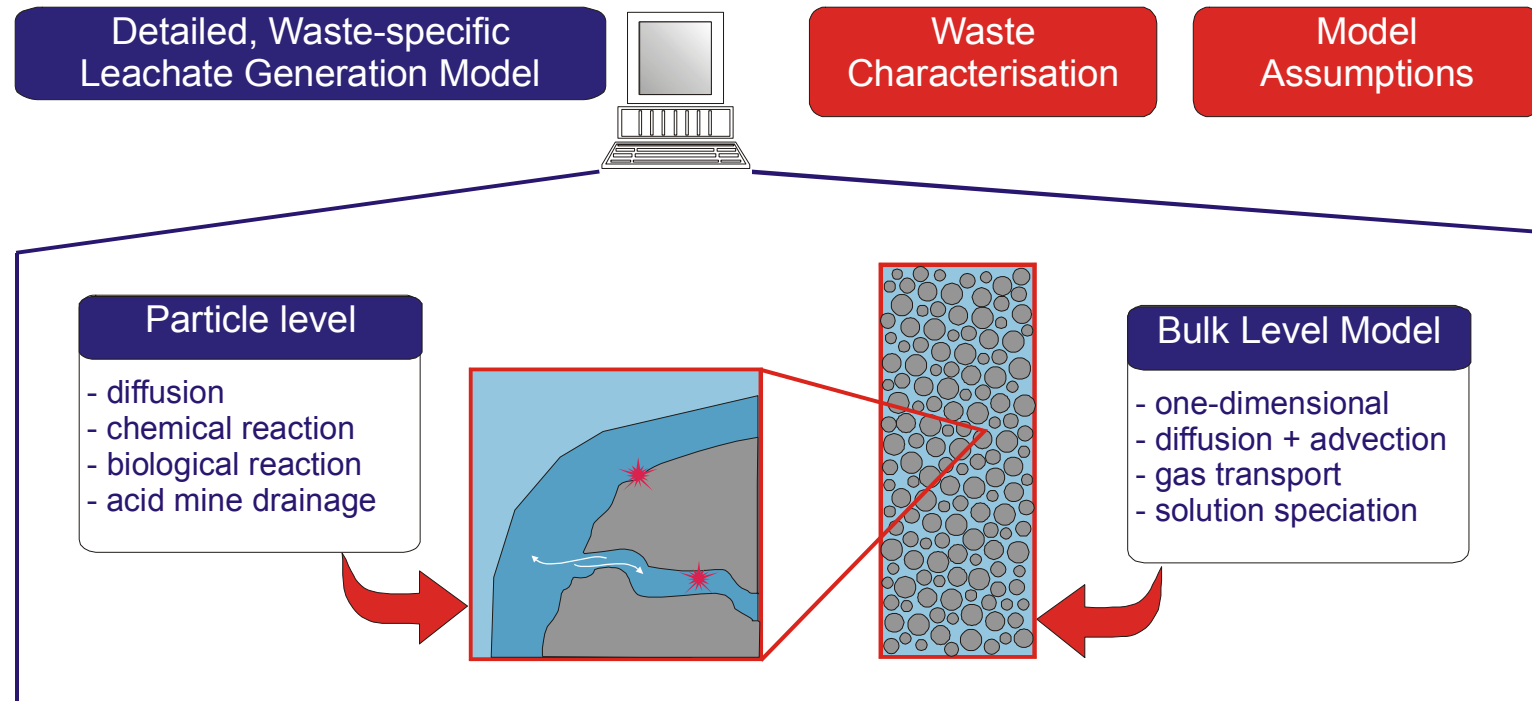 Detailed, Waste-specific
Leachate Generation Model
Waste
Characterisation
Model
Assumptions
Particle level
- diffusion
- chemical reaction
- biological reaction
- acid mine drainage
Bulk Level Model
- one-dimensional
- diffusion + advection
- gas transport
- solution speciation